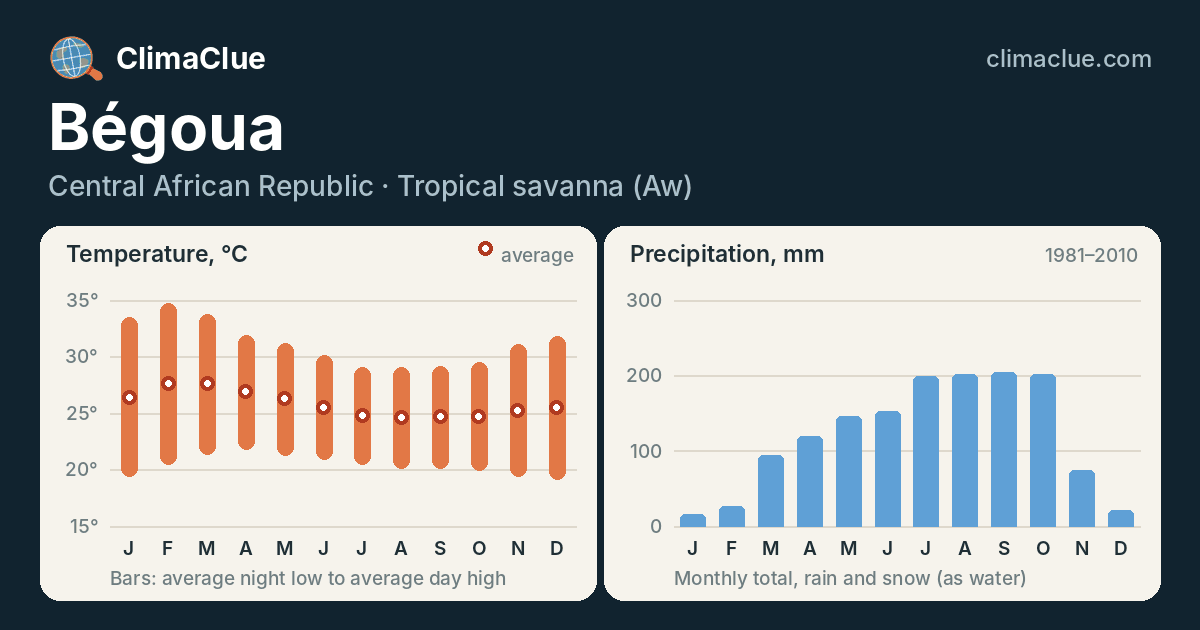 ClimaClue
climaclue.com
Bégoua
Central African Republic · Tropical savanna (Aw)
Temperature, °C
average
35°
30°
25°
20°
15°
J F M A M J J A S O N D
Bars: average night low to average day high
Precipitation, mm
1981–2010
300
200
100
0
J F M A M J J A S O N D
Monthly total, rain and snow (as water)